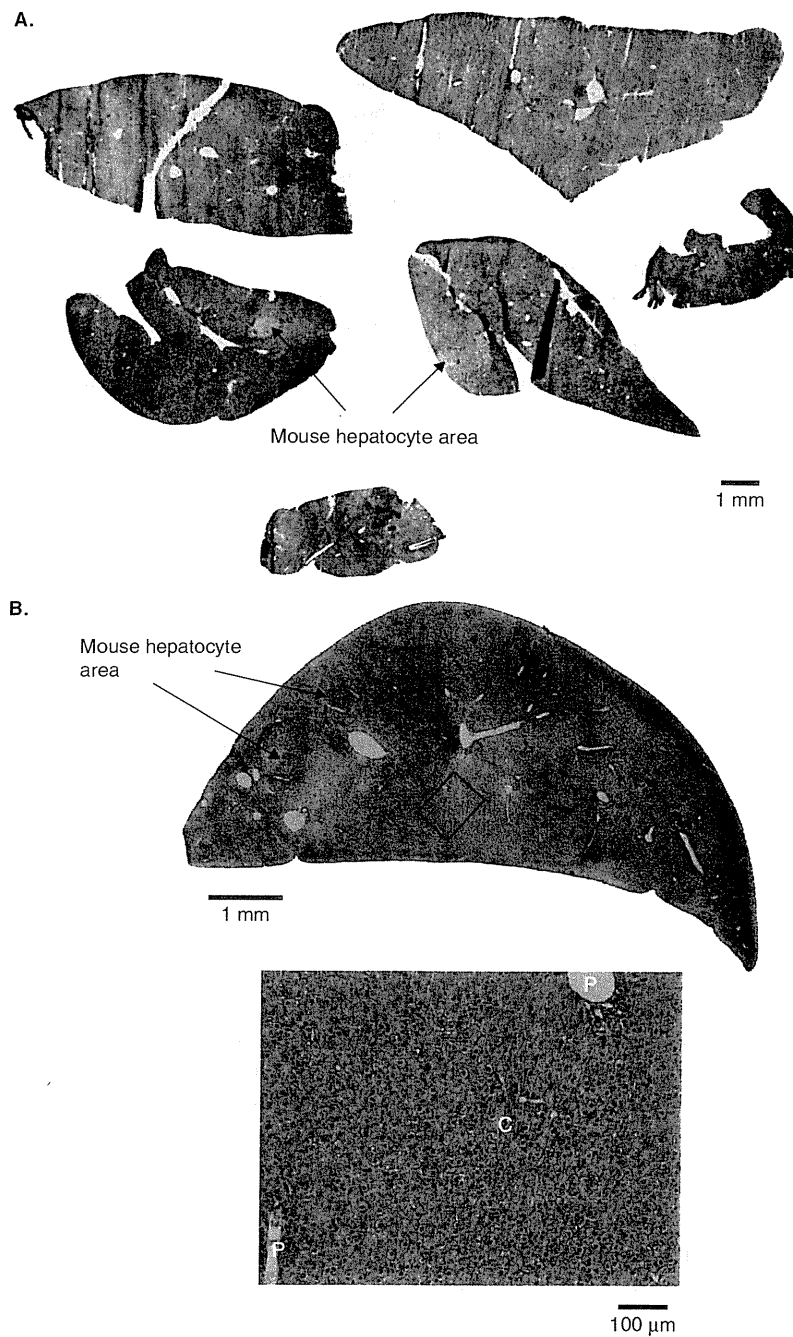 A.
Mouse hepatocyte area
1 mm
B.
Mouse hepatocyte
area
1 mm
P
C
P
100 μm